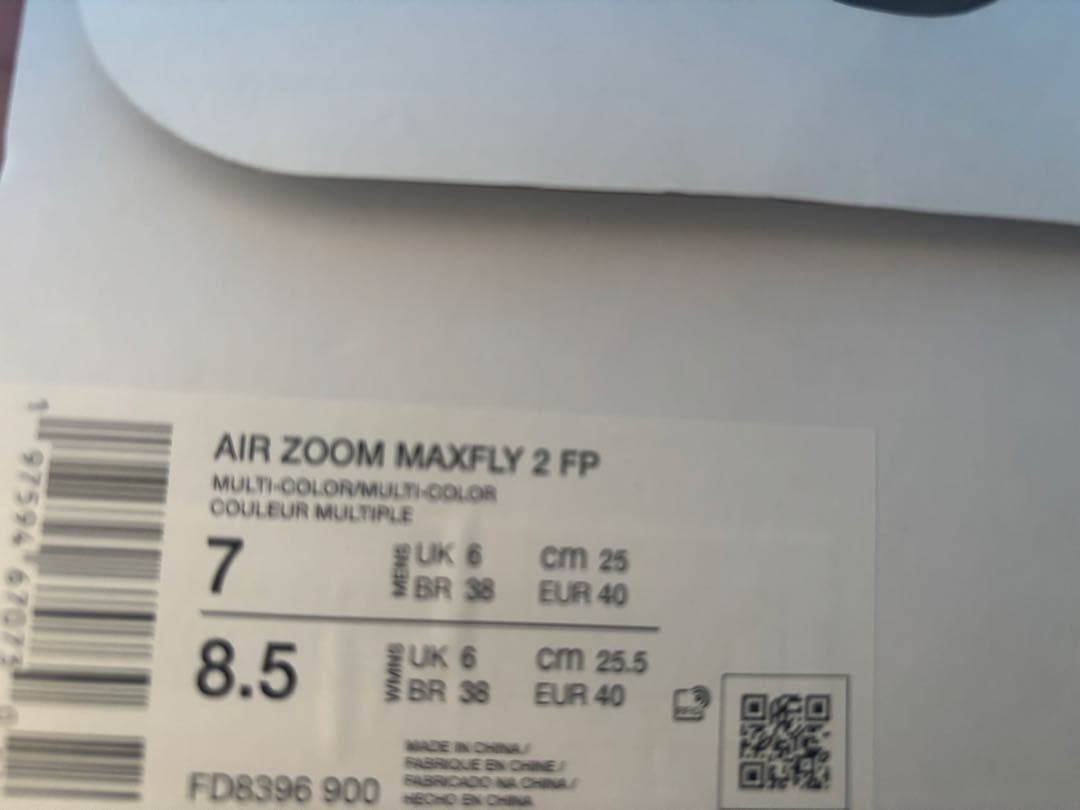 AIR ZOOM MAXFLY 2 FP
MULTI-COLOR/MULTI-COLOR
COULEUR MULTIPLE
7 MENS UK 6 cm 25
BR 38 EUR 40
8.5 WMNS UK 6 cm 25.5
BR 38 EUR 40
MADE IN CHINA /
FABRIQUE EN CHINE /
FABRICADO NA CHINA /
HECHO EN CHINA
FD8396 900